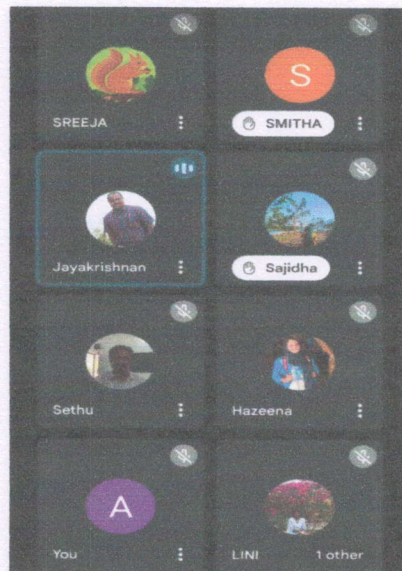 S
SREEJA
SMITHA
Jayakrishnan
Sajidha
Sethu
Hazeena
A
You
LINI 1 other